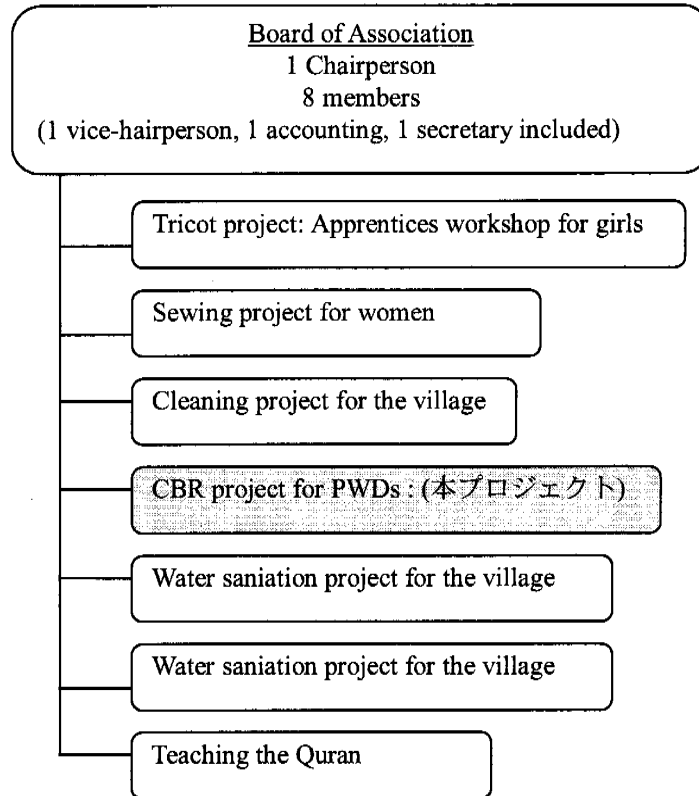 Board of Association
1 Chairperson
8 members
(1 vice-hairperson, 1 accounting, 1 secretary included)
Tricot project: Apprentices workshop for girls
Sewing project for women
Cleaning project for the village
CBR project for PWDs : (本プロジェクト)
Water saniation project for the village
Water saniation project for the village
Teaching the Quran